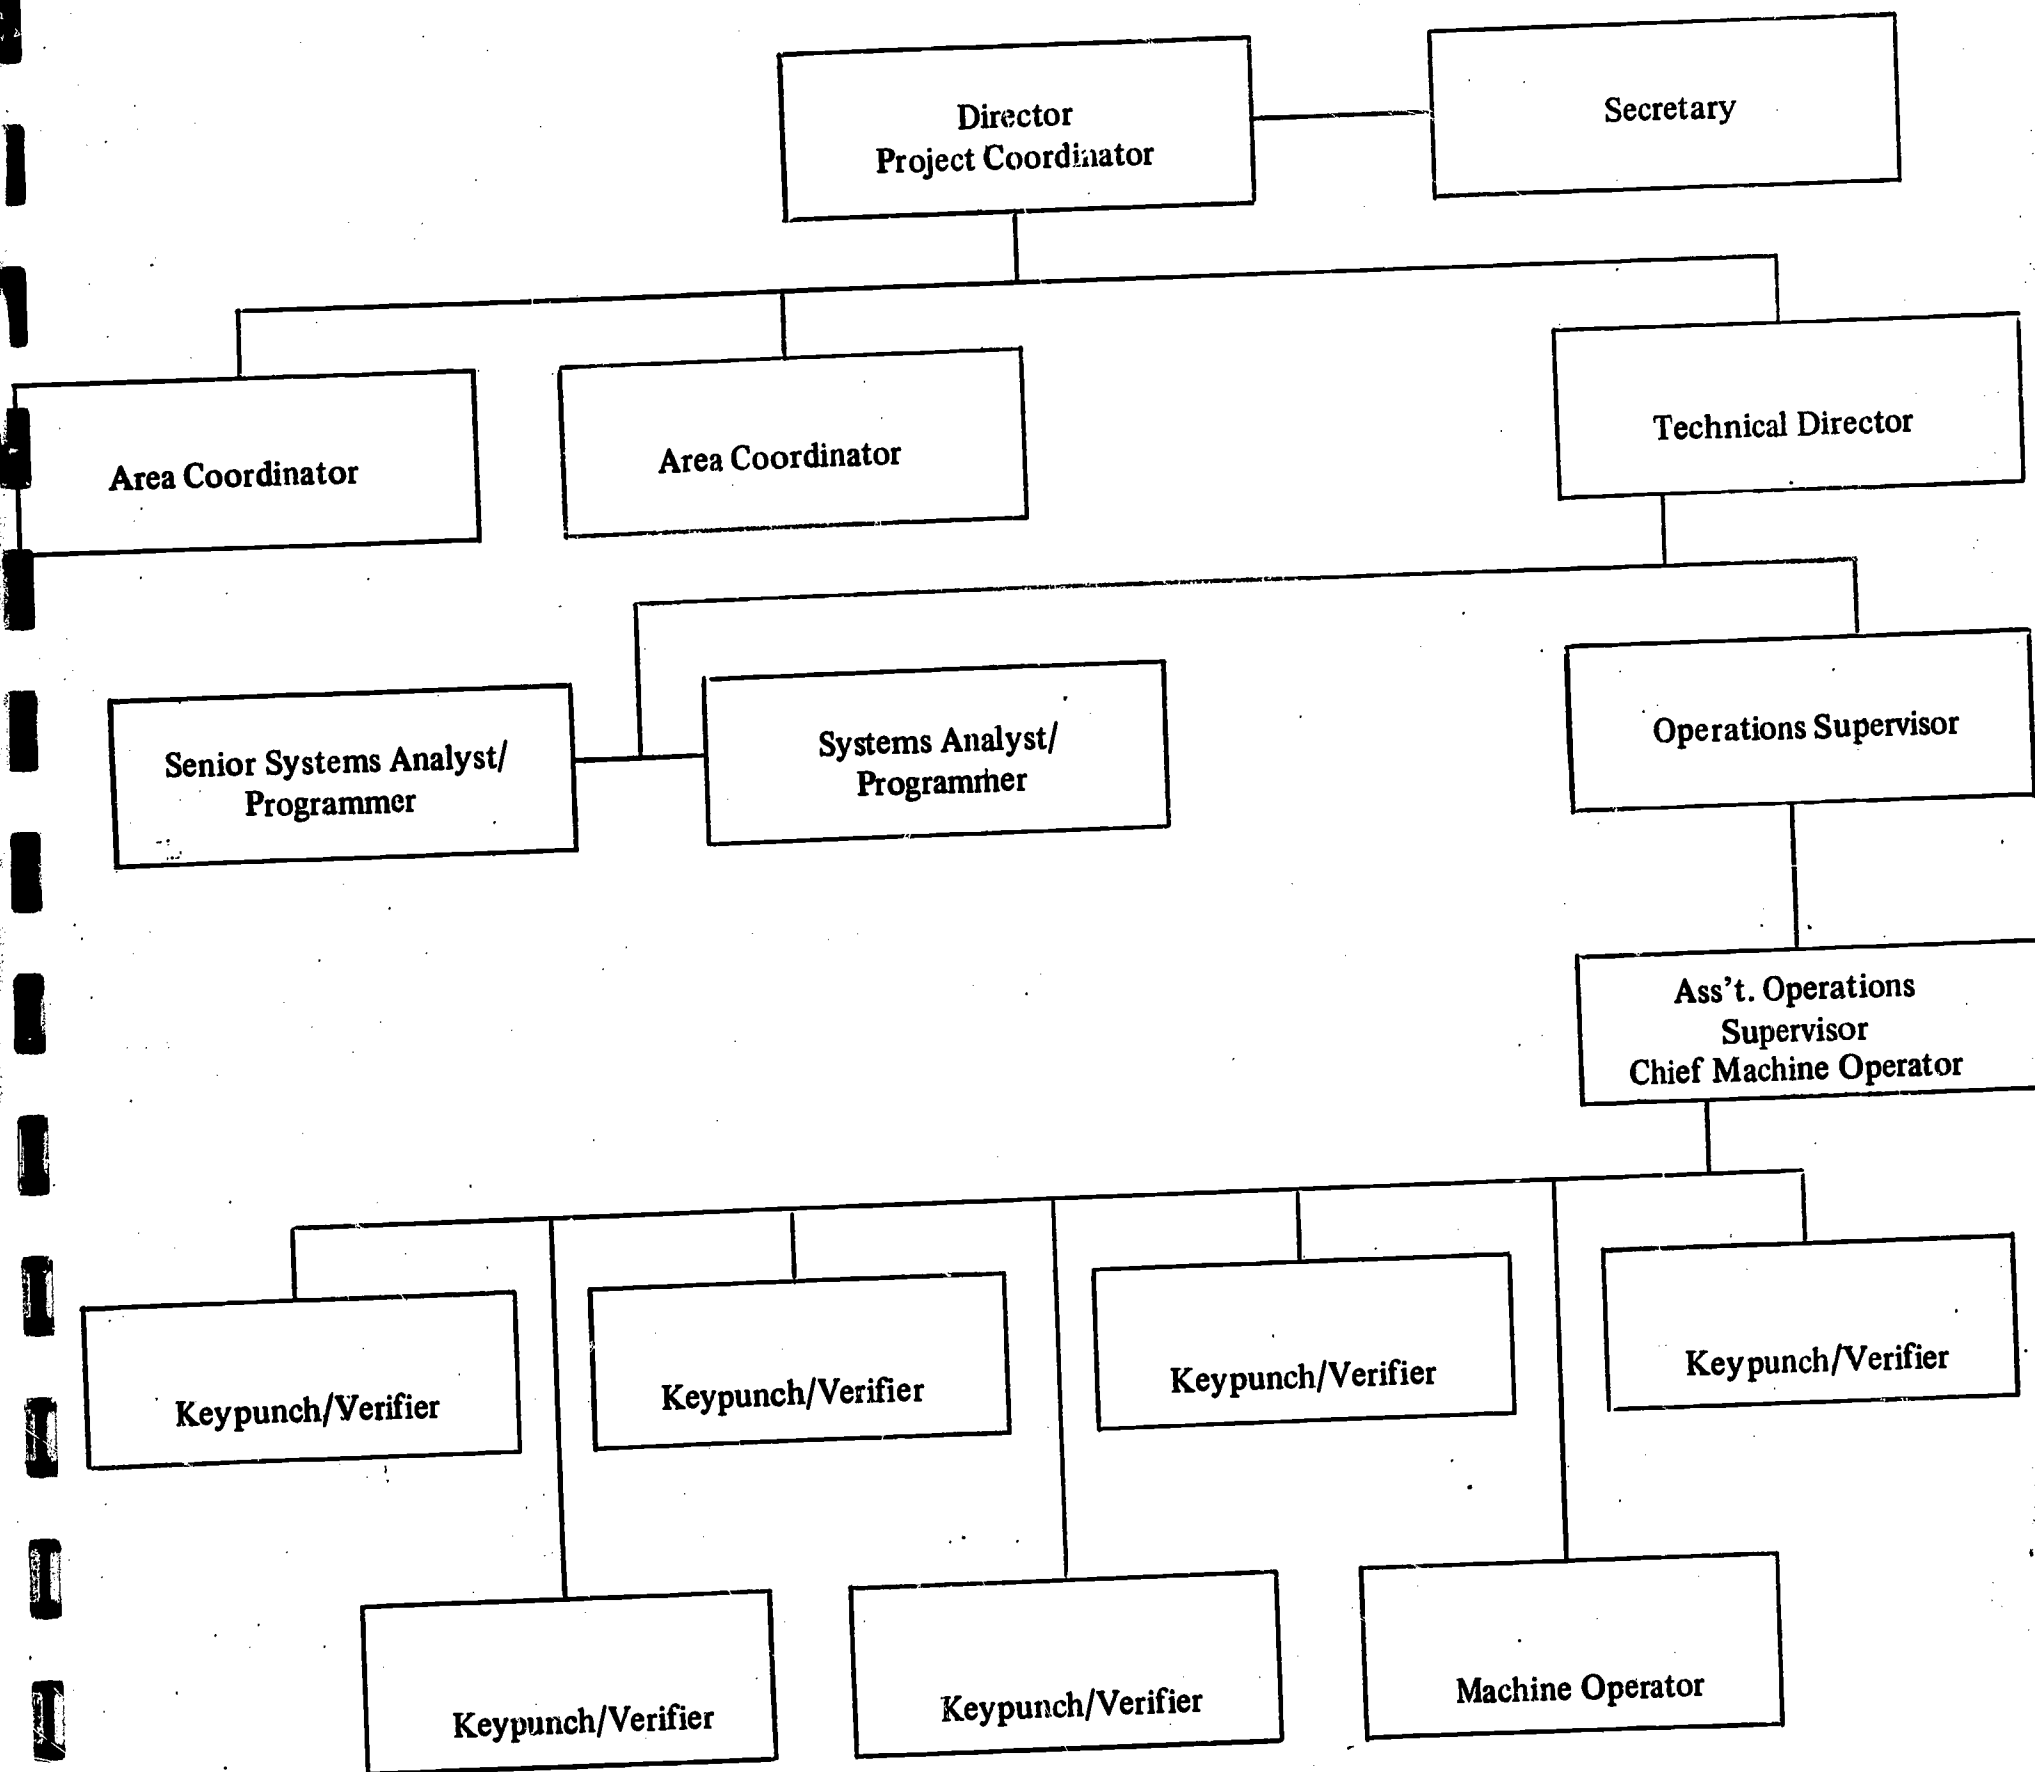 Director
Project Coordinator
Secretary
Area Coordinator
Area Coordinator
Technical Director
Senior Systems Analyst/
Programmer
Systems Analyst/
Programmer
Operations Supervisor
Ass't. Operations
Supervisor
Chief Machine Operator
Keypunch/Verifier
Keypunch/Verifier
Keypunch/Verifier
Keypunch/Verifier
Keypunch/Verifier
Keypunch/Verifier
Machine Operator